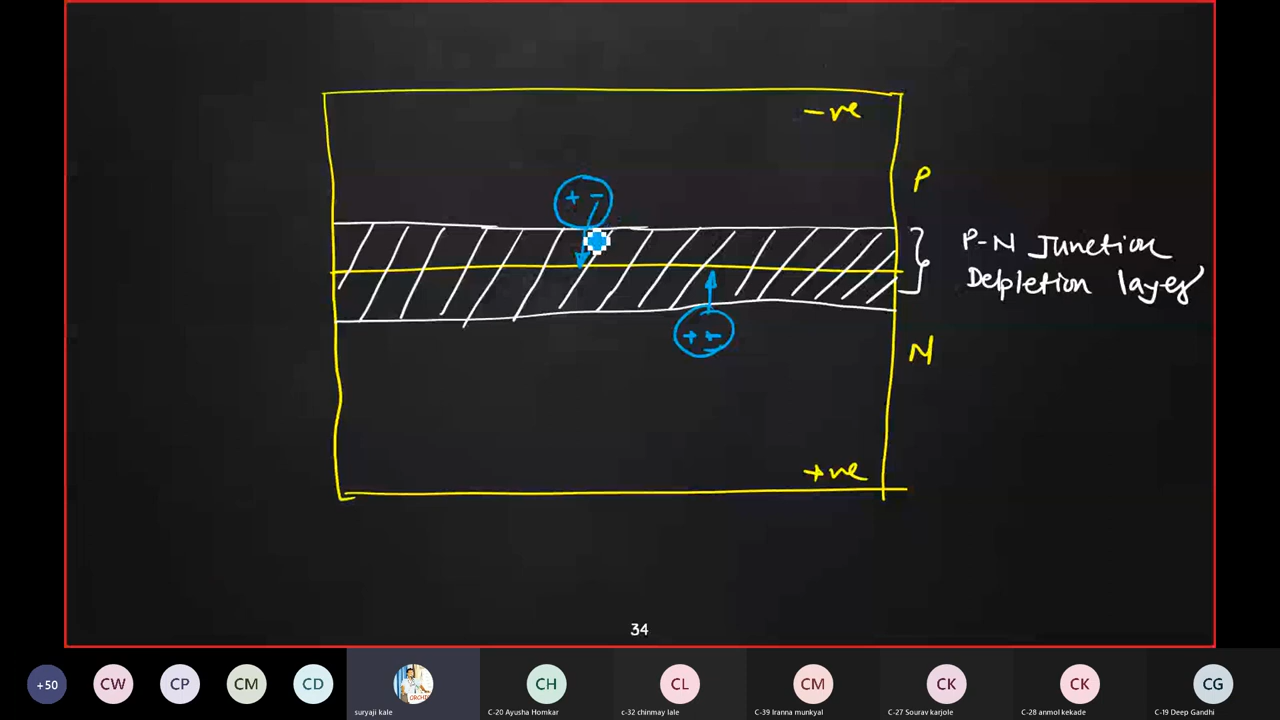 -ve
P
+ -
P-N Junction
Depletion layer
+ -
N
+ve
34
+50
CW
CP
CM
CD
CH
CL
CM
CK
CK
CG
suryaji kale
C-20 Ayusha Homkar
c-32 chinmay lale
C-39 Iranna munkyal
C-27 Sourav karjole
C-28 anmol kekade
C-19 Deep Gandhi